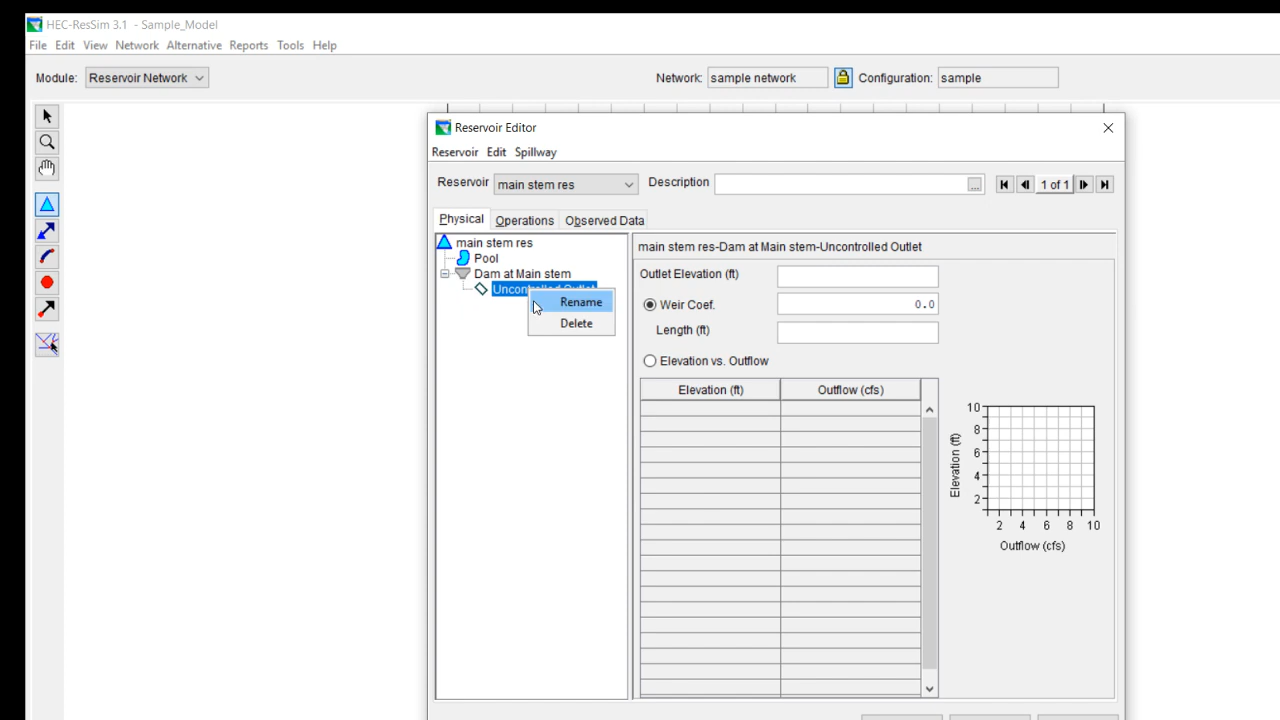 HEC-ResSim 3.1 - Sample_Model
File Edit View Network Alternative Reports Tools Help
Module: Reservoir Network Network: sample network Configuration: sample
Reservoir Editor
Reservoir Edit Spillway
Reservoir main stem res Description ... 1 of 1
Physical Operations Observed Data
main stem res
Pool
Dam at Main stem
Uncontrolled Outlet
Rename
Delete
main stem res-Dam at Main stem-Uncontrolled Outlet
Outlet Elevation (ft)
Weir Coef. 0.0
Length (ft)
Elevation vs. Outflow
Elevation (ft) Outflow (cfs)
10
8
6
4
2
Elevation (ft)
2 4 6 8 10
Outflow (cfs)